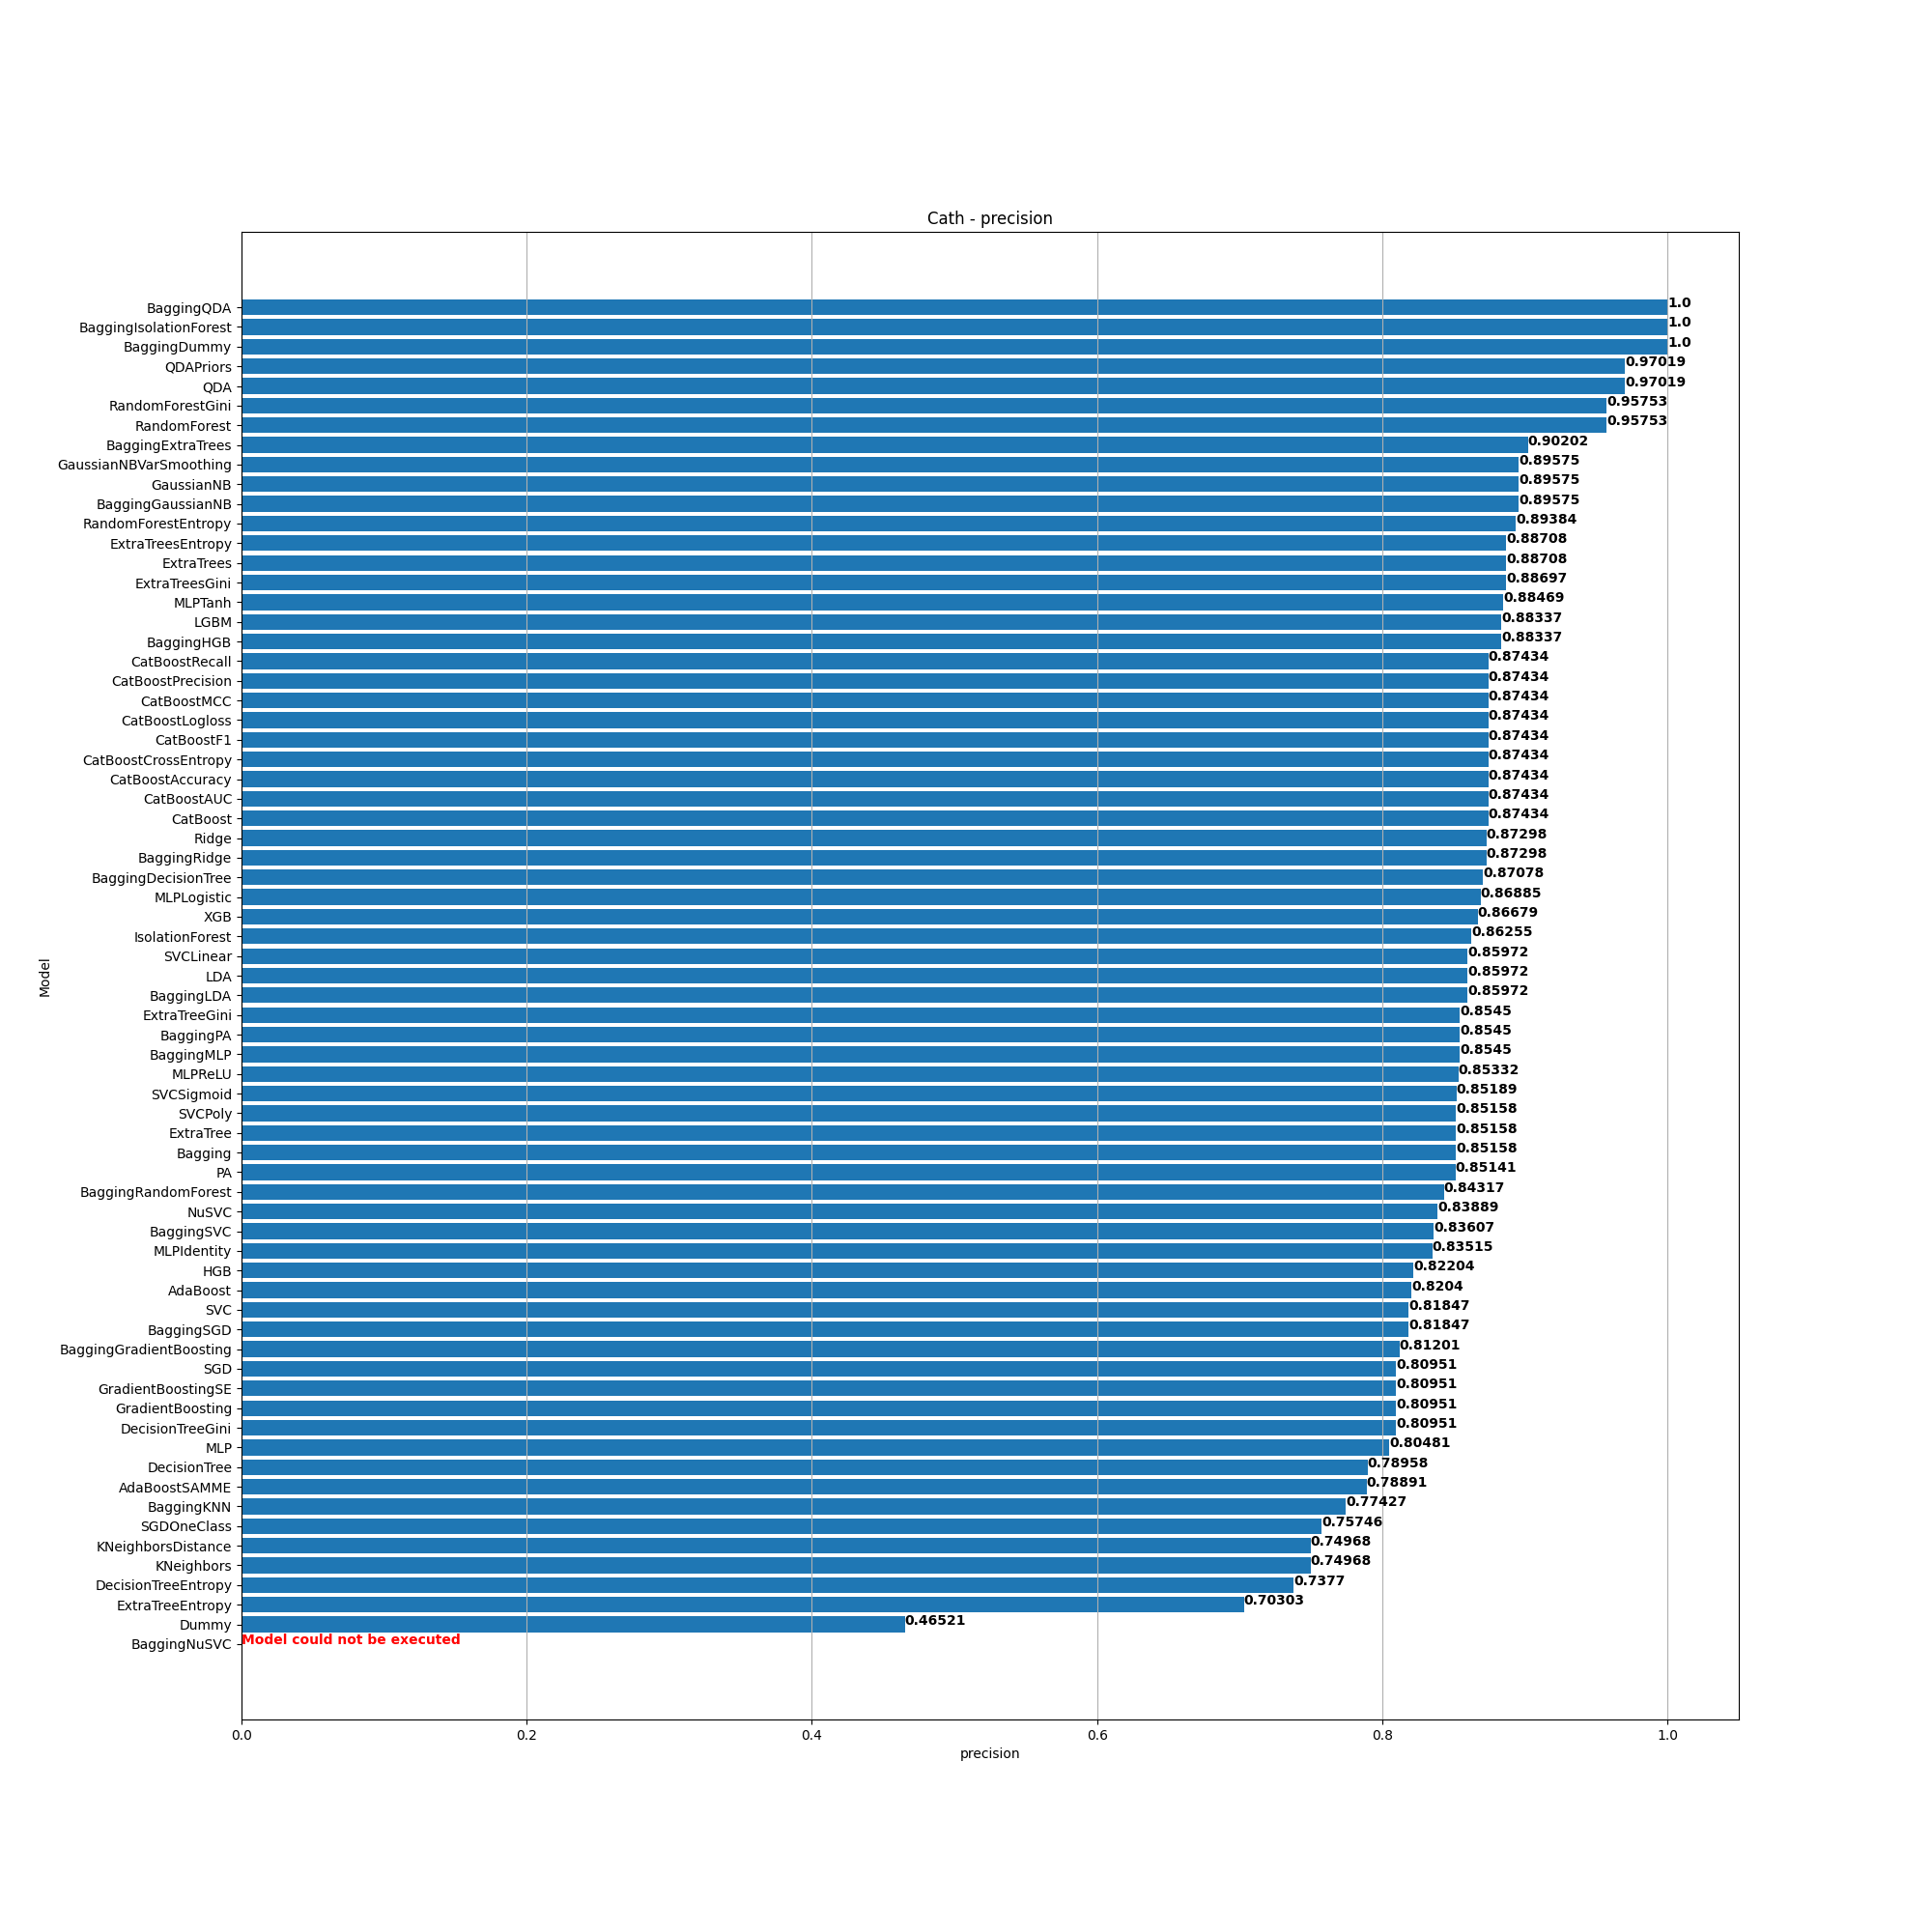 Cath - precision
BaggingQDA 1.0
BaggingIsolationForest 1.0
BaggingDummy 1.0
QDAPriors 0.97019
QDA 0.97019
RandomForestGini 0.95753
RandomForest 0.95753
BaggingExtraTrees 0.90202
GaussianNBVarSmoothing 0.89575
GaussianNB 0.89575
BaggingGaussianNB 0.89575
RandomForestEntropy 0.89384
ExtraTreesEntropy 0.88708
ExtraTrees 0.88708
ExtraTreesGini 0.88697
MLPTanh 0.88469
LGBM 0.88337
BaggingHGB 0.88337
CatBoostRecall 0.87434
CatBoostPrecision 0.87434
CatBoostMCC 0.87434
CatBoostLogloss 0.87434
CatBoostF1 0.87434
CatBoostCrossEntropy 0.87434
CatBoostAccuracy 0.87434
CatBoostAUC 0.87434
CatBoost 0.87434
Ridge 0.87298
BaggingRidge 0.87298
BaggingDecisionTree 0.87078
MLPLogistic 0.86885
XGB 0.86679
IsolationForest 0.86255
SVCLinear 0.85972
LDA 0.85972
BaggingLDA 0.85972
ExtraTreeGini 0.8545
BaggingPA 0.8545
BaggingMLP 0.8545
MLPReLU 0.85332
SVCSigmoid 0.85189
SVCPoly 0.85158
ExtraTree 0.85158
Bagging 0.85158
PA 0.85141
BaggingRandomForest 0.84317
NuSVC 0.83889
BaggingSVC 0.83607
MLPIdentity 0.83515
HGB 0.82204
AdaBoost 0.8204
SVC 0.81847
BaggingSGD 0.81847
BaggingGradientBoosting 0.81201
SGD 0.80951
GradientBoostingSE 0.80951
GradientBoosting 0.80951
DecisionTreeGini 0.80951
MLP 0.80481
DecisionTree 0.78958
AdaBoostSAMME 0.78891
BaggingKNN 0.77427
SGDOneClass 0.75746
KNeighborsDistance 0.74968
KNeighbors 0.74968
DecisionTreeEntropy 0.7377
ExtraTreeEntropy 0.70303
Dummy 0.46521
BaggingNuSVC Model could not be executed
Model
0.0 0.2 0.4 0.6 0.8 1.0
precision